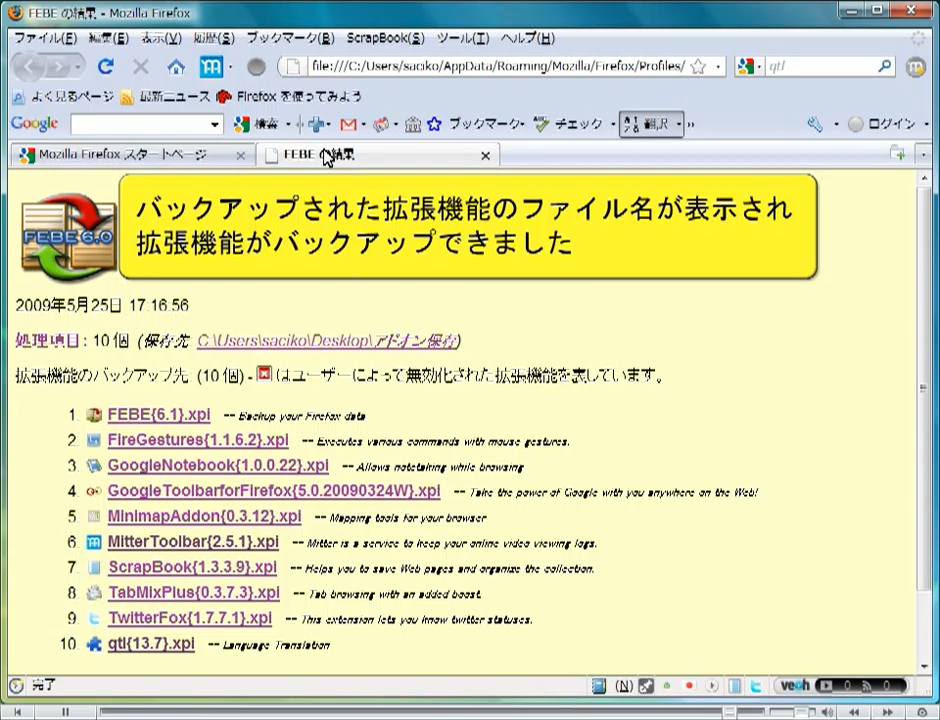 FEBE の結果 - Mozilla Firefox
ファイル(F) 編集(E) 表示(V) 履歴(S) ブックマーク(B) ScrapBook(S) ツール(T) ヘルプ(H)
file:///C:/Users/saciko/AppData/Roaming/Mozilla/Firefox/Profiles/ qtl
よく見るページ 最新ニュース Firefox を使ってみよう
Google 検索 ブックマーク チェック 翻訳 » ログイン
Mozilla Firefox スタートページ FEBE の結果
FEBE 6.0
バックアップされた拡張機能のファイル名が表示され
拡張機能がバックアップできました
2009年5月25日 17:16:56
処理項目: 10 個 (保存先 C:\Users\saciko\Desktop\アドオン保存)
拡張機能のバックアップ先: (10 個) - はユーザーによって無効化された拡張機能を表しています。
1. FEBE{6.1}.xpi -- Backup your Firefox data
2. FireGestures{1.1.6.2}.xpi -- Executes various commands with mouse gestures.
3. GoogleNotebook{1.0.0.22}.xpi -- Allows notetaking while browsing
4. GoogleToolbarforFirefox{5.0.20090324W}.xpi -- Take the power of Google with you anywhere on the Web!
5. MinimapAddon{0.3.12}.xpi -- Mapping tools for your browser
6. MitterToolbar{2.5.1}.xpi -- Mitter is a service to keep your online video viewing logs.
7. ScrapBook{1.3.3.9}.xpi -- Helps you to save Web pages and organize the collection.
8. TabMixPlus{0.3.7.3}.xpi -- Tab browsing with an added boost.
9. TwitterFox{1.7.7.1}.xpi -- This extension lets you know twitter statuses.
10. qtl{13.7}.xpi -- Language Translation
完了 (N) veoh 0 0